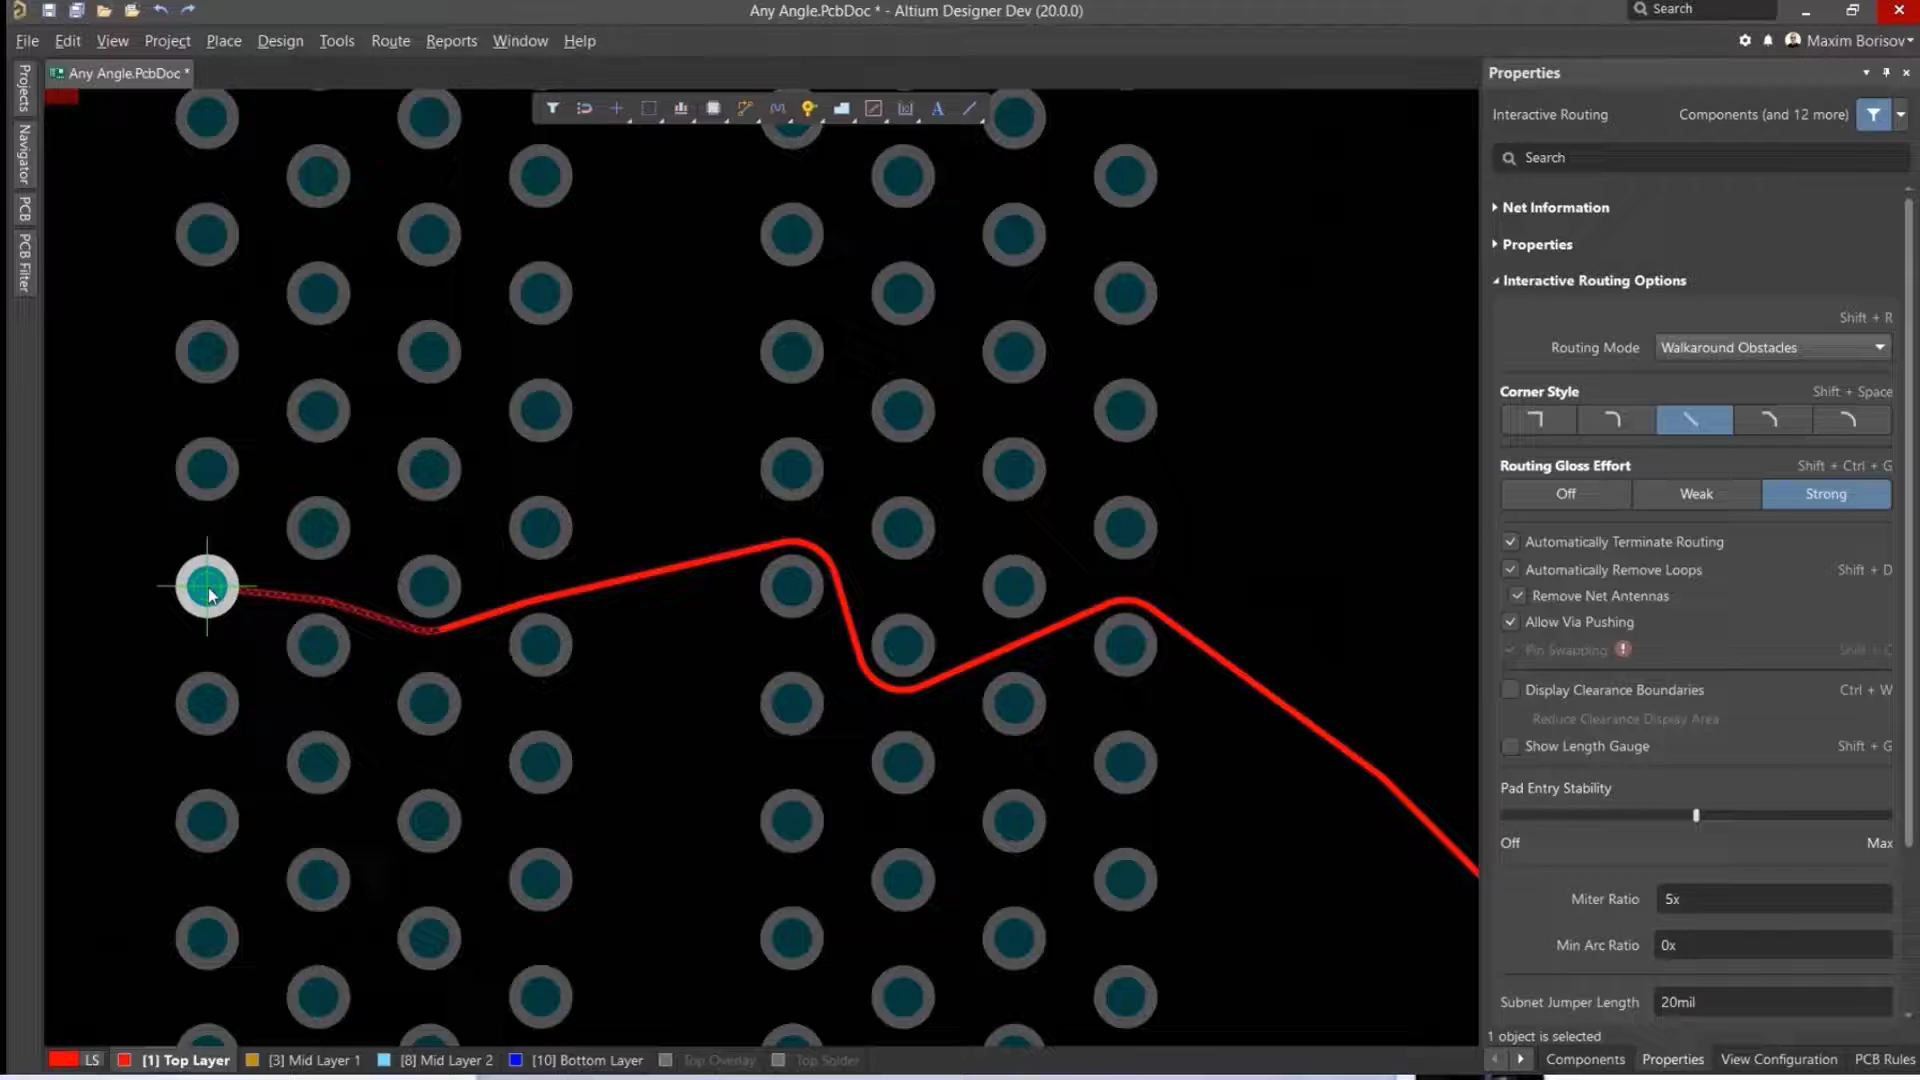 Any Angle.PcbDoc * - Altium Designer Dev (20.0.0)
Search
File Edit View Project Place Design Tools Route Reports Window Help
Maxim Borisov
Projects
Navigator
PCB
PCB Filter
Any Angle.PcbDoc *
Properties
Interactive Routing Components (and 12 more)
Search
Net Information
Properties
Interactive Routing Options
Shift + R
Routing Mode Walkaround Obstacles
Corner Style Shift + Space
Routing Gloss Effort Shift + Ctrl + G
Off Weak Strong
Automatically Terminate Routing
Automatically Remove Loops Shift + D
Remove Net Antennas
Allow Via Pushing
Pin Swapping Shift + C
Display Clearance Boundaries Ctrl + W
Reduce Clearance Display Area
Show Length Gauge Shift + G
Pad Entry Stability
Off Max
Miter Ratio 5x
Min Arc Ratio 0x
Subnet Jumper Length 20mil
1 object is selected
LS [1] Top Layer [3] Mid Layer 1 [8] Mid Layer 2 [10] Bottom Layer Top Overlay Top Solder
Components Properties View Configuration PCB Rules